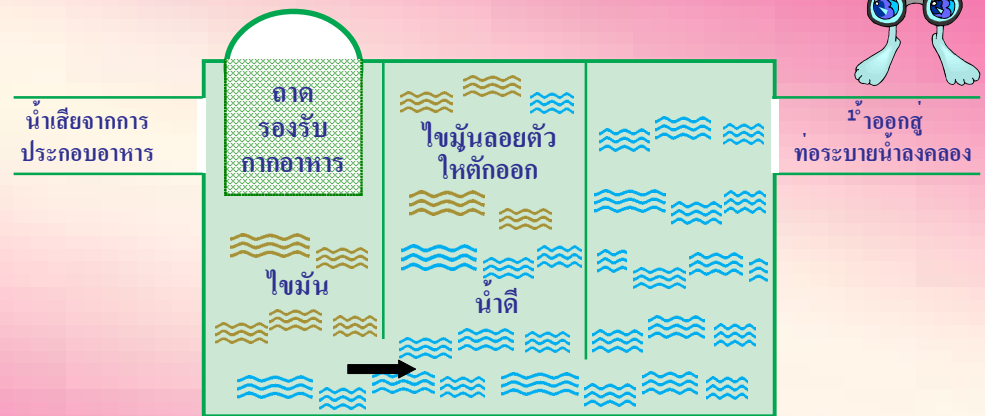 น้ำเสียจากการ
ประกอบอาหาร
ถาด
รองรับ
กากอาหาร
ไขมัน
ไขมันลอยตัว
ให้ตักออก
น้ำดี
ออกสู่
ท่อระบายน้ำลงคลอง